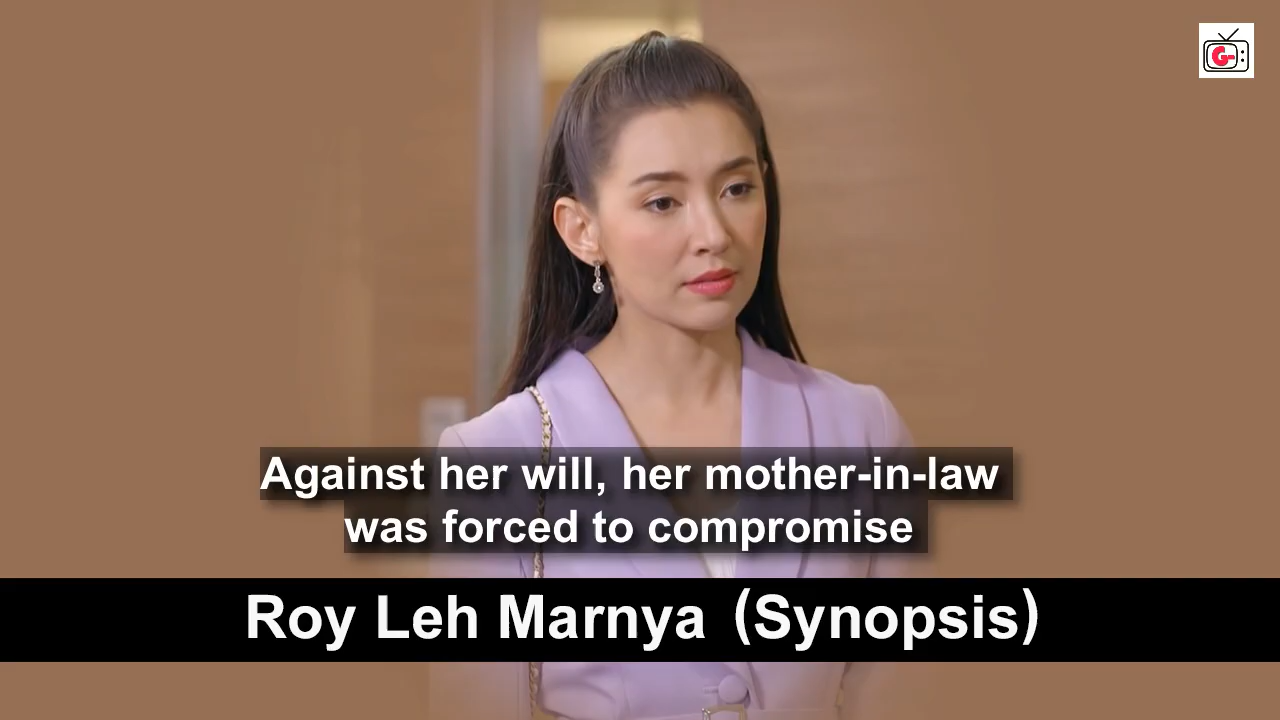 G
Against her will, her mother-in-law
was forced to compromise
Roy Leh Marnya (Synopsis)